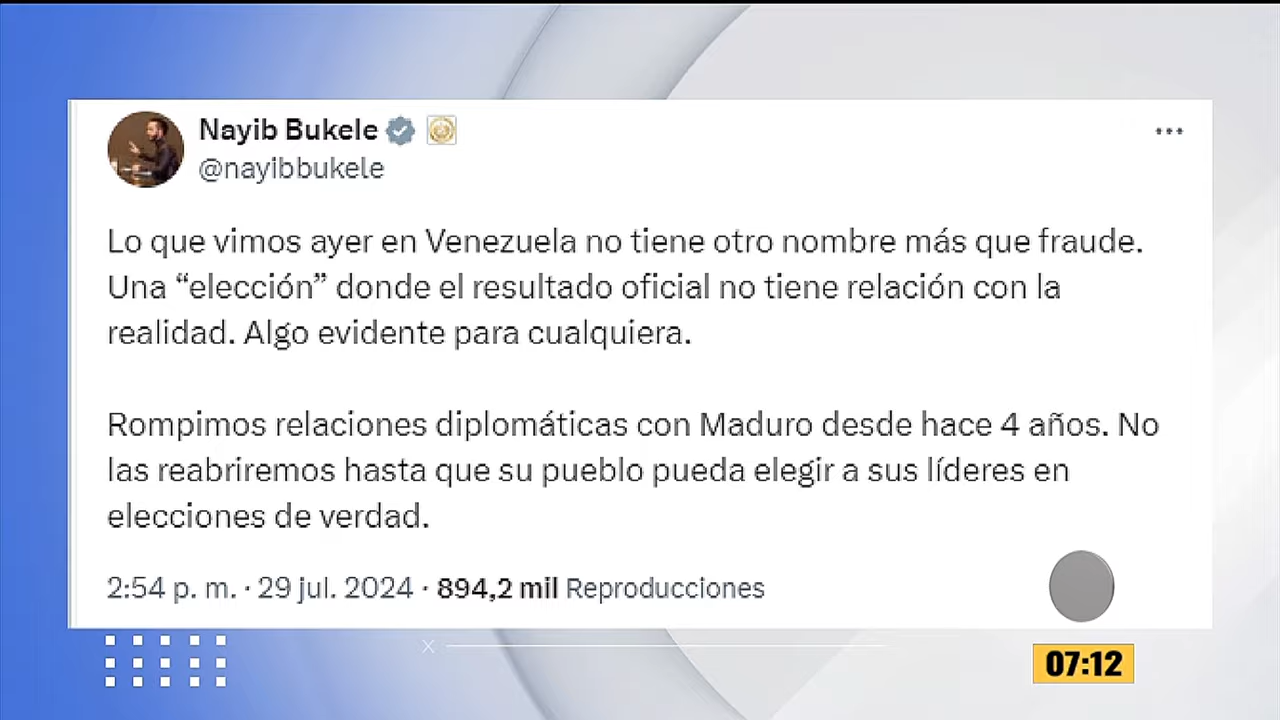 Nayib Bukele
@nayibbukele
Lo que vimos ayer en Venezuela no tiene otro nombre más que fraude.
Una “elección” donde el resultado oficial no tiene relación con la
realidad. Algo evidente para cualquiera.
Rompimos relaciones diplomáticas con Maduro desde hace 4 años. No
las reabriremos hasta que su pueblo pueda elegir a sus líderes en
elecciones de verdad.
2:54 p. m. · 29 jul. 2024 · 894,2 mil Reproducciones
07:12